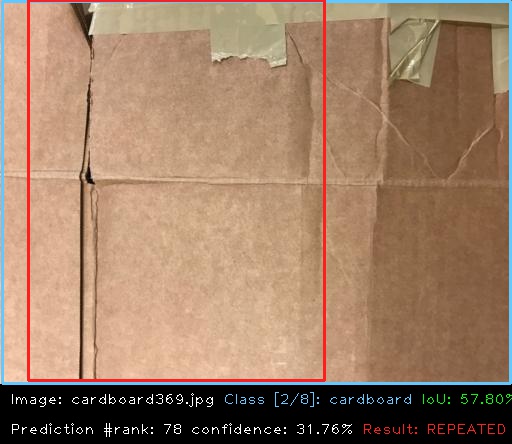 Image: cardboard369.jpg Class [2/8]: cardboard IoU: 57.80%
Prediction #rank: 78 confidence: 31.76% Result: REPEATED